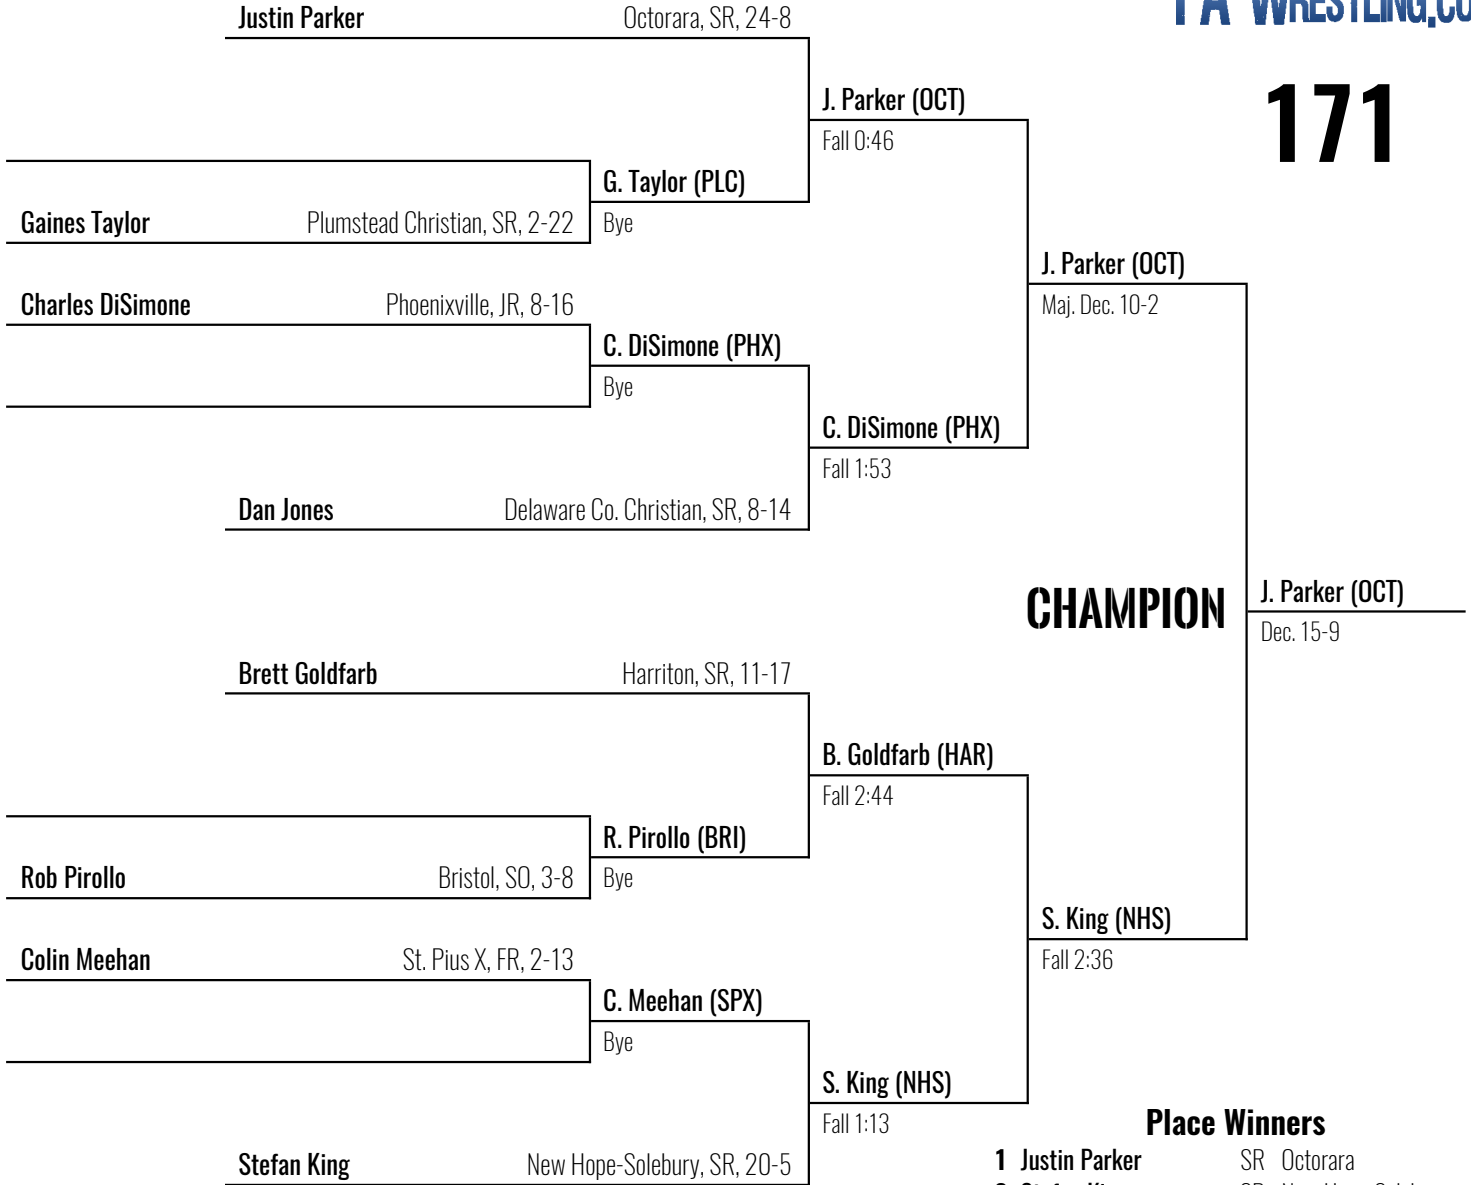 Justin Parker Octorara, SR, 24-8
171
J. Parker (OCT)
Fall 0:46
G. Taylor (PLC)
Gaines Taylor Plumstead Christian, SR, 2-22 Bye
J. Parker (OCT)
Charles DiSimone Phoenixville, JR, 8-16 Maj. Dec. 10-2
C. DiSimone (PHX)
Bye
C. DiSimone (PHX)
Fall 1:53
Dan Jones Delaware Co. Christian, SR, 8-14
CHAMPION J. Parker (OCT)
Dec. 15-9
Brett Goldfarb Harriton, SR, 11-17
B. Goldfarb (HAR)
Fall 2:44
R. Pirollo (BRI)
Rob Pirollo Bristol, SO, 3-8 Bye
S. King (NHS)
Colin Meehan St. Pius X, FR, 2-13 Fall 2:36
C. Meehan (SPX)
Bye
S. King (NHS)
Fall 1:13 Place Winners
Stefan King New Hope-Solebury, SR, 20-5 1 Justin Parker SR Octorara